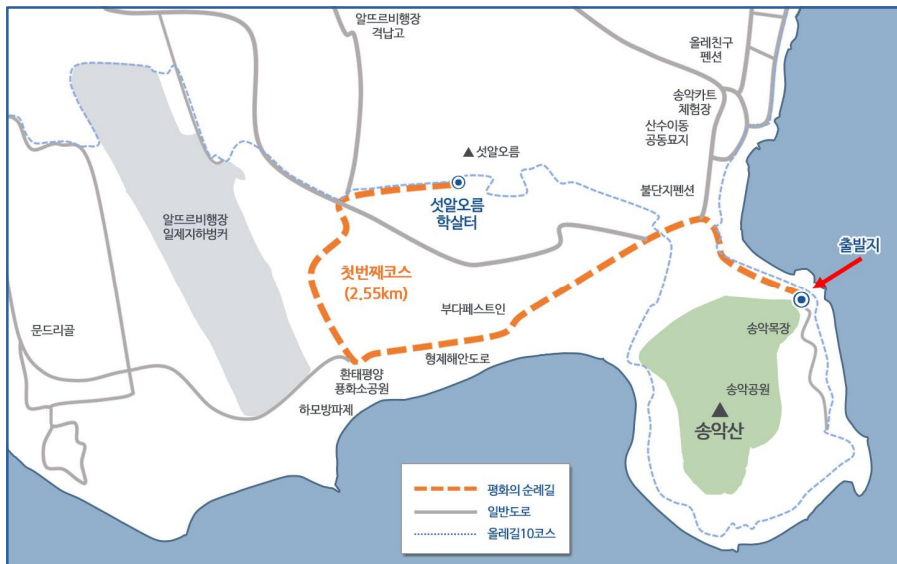 알뜨르비행장
격납고
올레친구
펜션
송악카트
체험장
산수이동
공동묘지
섯알오름
불단지펜션
섯알오름
학살터
알뜨르비행장
일제지하벙커
출발지
첫번째코스
(2.55km)
부다페스트인
문드리골
송악목장
형제해안도로
환태평양
평화소공원
하모방파제
송악공원
송악산
평화의 순례길
일반도로
올레길10코스